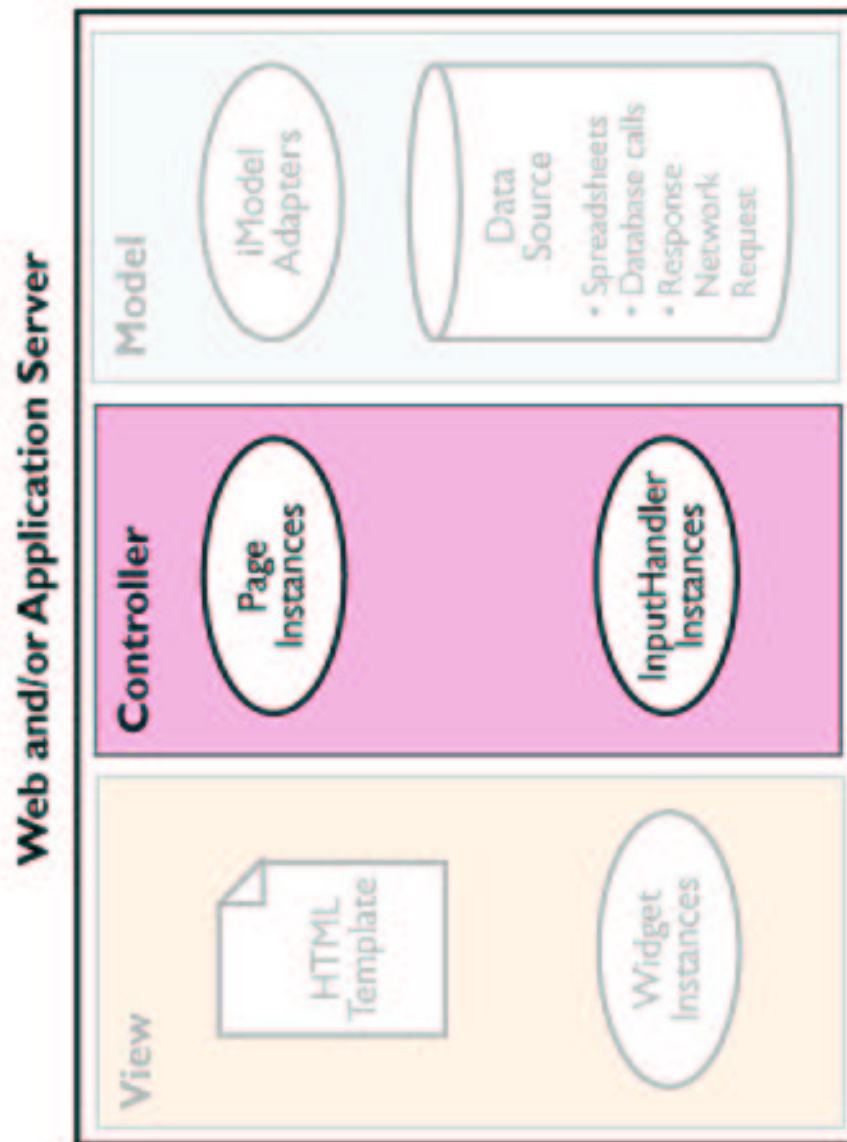 Web and/or Application Server
View
HTML
Template
Widget
Instances
Controller
Page
Instances
InputHandler
Instances
Model
iModel
Adapters
Data
Source
• Spreadsheets
• Database calls
• Response
Network
Request